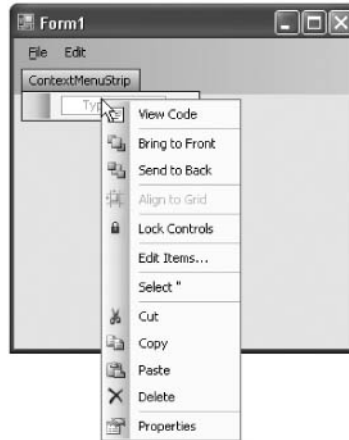 Form1
File Edit
ContextMenuStrip
Typ
View Code
Bring to Front
Send to Back
Align to Grid
Lock Controls
Edit Items...
Select "
Cut
Copy
Paste
Delete
Properties